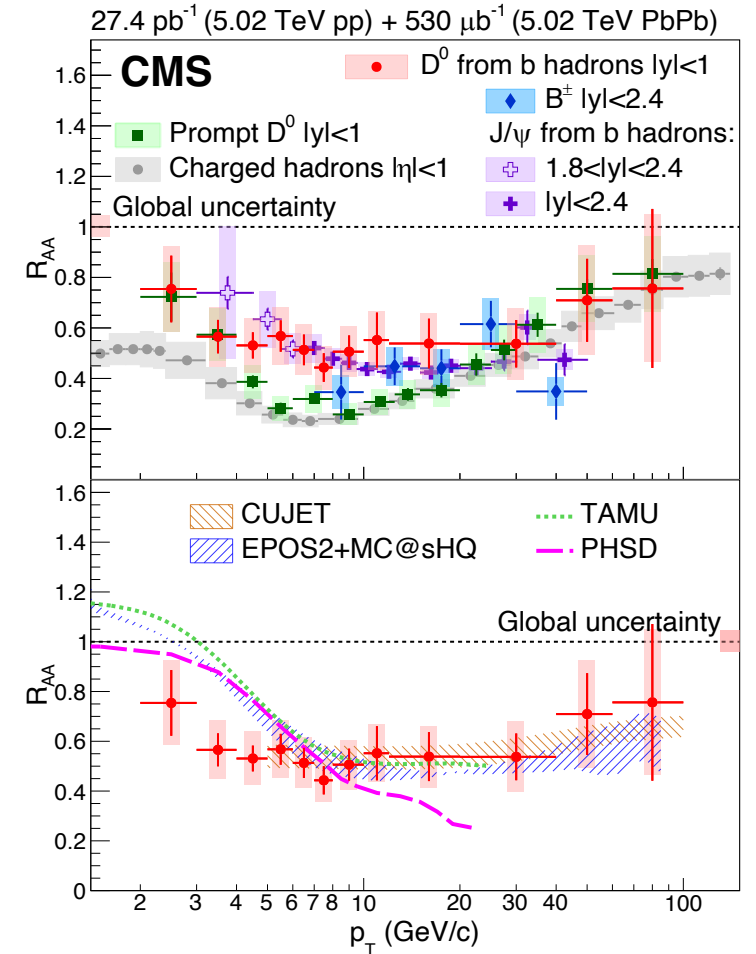 27.4 pb⁻¹ (5.02 TeV pp) + 530 μb⁻¹ (5.02 TeV PbPb)
CMS
D⁰ from b hadrons |y|<1
B± |y|<2.4
Prompt D⁰ |y|<1
J/ψ from b hadrons:
Charged hadrons |η|<1
1.8<|y|<2.4
|y|<2.4
Global uncertainty
R_AA
1.6
1.4
1.2
1
0.8
0.6
0.4
0.2
CUJET
TAMU
EPOS2+MC@sHQ
PHSD
Global uncertainty
R_AA
1.6
1.4
1.2
1
0.8
0.6
0.4
0.2
0
2 3 4 5 6 7 8 10 20 30 40 100
p_T (GeV/c)